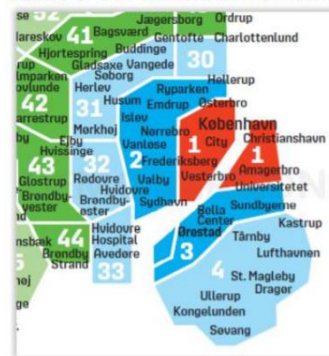 52
Jægersborg
Ordrup
41
Bagsværd
Gentofte
Charlottenlund
Hareskov
Buddinge
30
Hjortespring
Gladsaxe
Vangede
Søborg
Hellerup
42
Herlev
Ryparken
31
Husum
Emdrup
Østerbro
Islev
København
Mørkhøj
Nørrebro
1
City
Christianshavn
Ejby
Vanløse
Hvissinge
2
Frederiksberg
1
43
32
Amagerbro
Glostrup
Rødovre
Valby
Vesterbro
Universitetet
Brøndby-
vester
Hvidovre
Sundbyerne
Brøndby-
øster
Sydhavn
Bella
Center
Kastrup
44
Hvidovre
Hospital
Ørestad
Tårnby
Brøndby
Strand
Avedøre
3
Lufthavnen
33
4
St. Magleby
Dragør
Ullerup
Kongelunden
Søvang